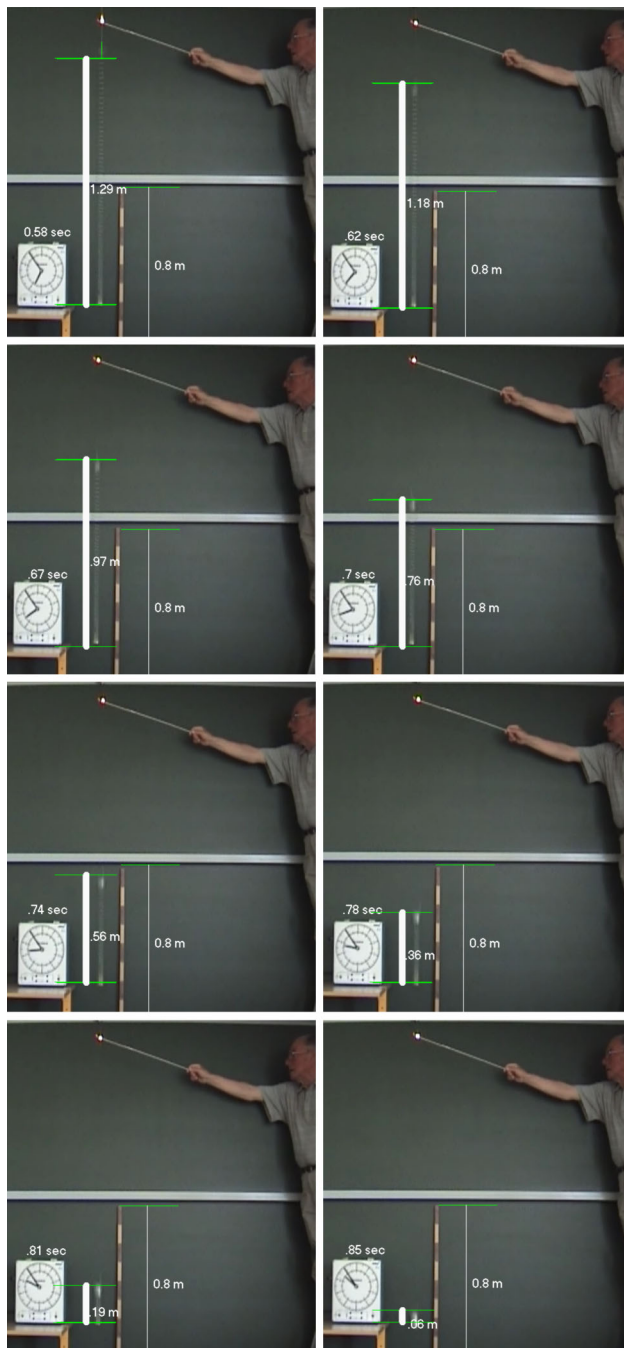 1.29 m
0.58 sec
0.8 m
1.18 m
.62 sec
0.8 m
.97 m
.67 sec
0.8 m
.76 m
.7 sec
0.8 m
.74 sec
.56 m
0.8 m
.78 sec
.36 m
0.8 m
.81 sec
0.8 m
.19 m
.85 sec
0.8 m
.06 m